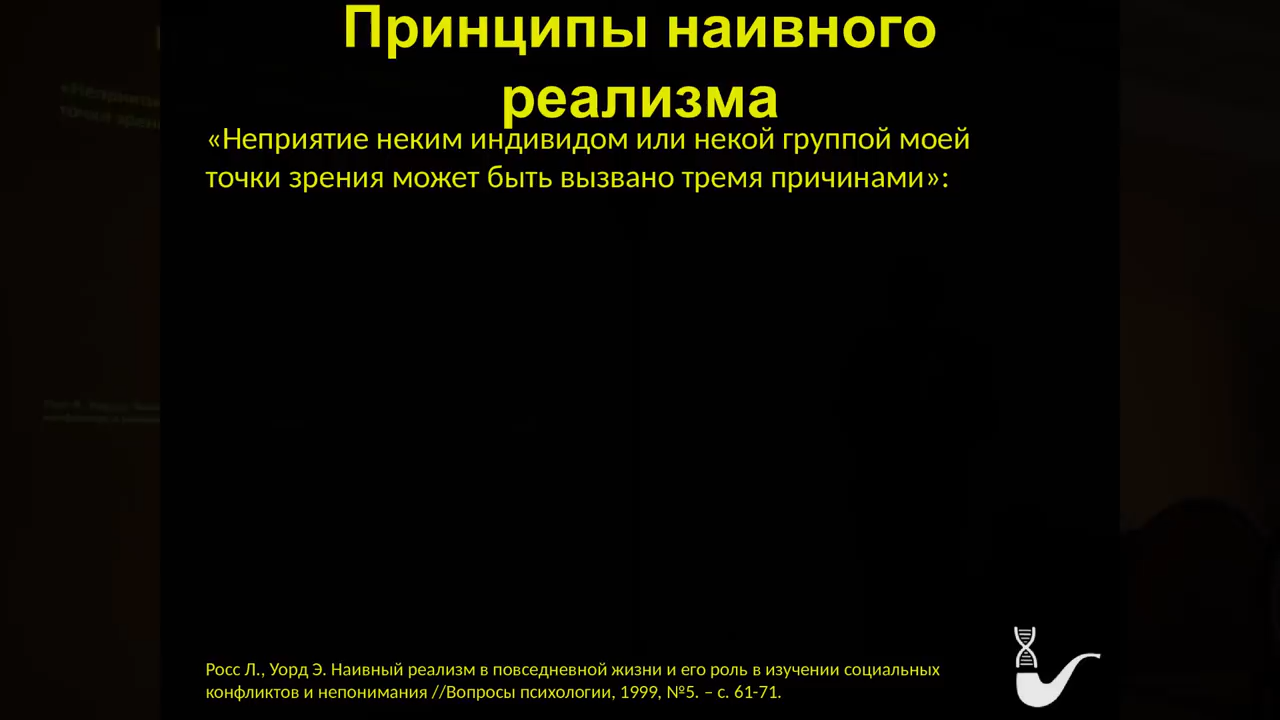 Принципы наивного
реализма
«Неприятие неким индивидом или некой группой моей
точки зрения может быть вызвано тремя причинами»:
Росс Л., Уорд Э. Наивный реализм в повседневной жизни и его роль в изучении социальных
конфликтов и непонимания //Вопросы психологии, 1999, №5. – с. 61-71.